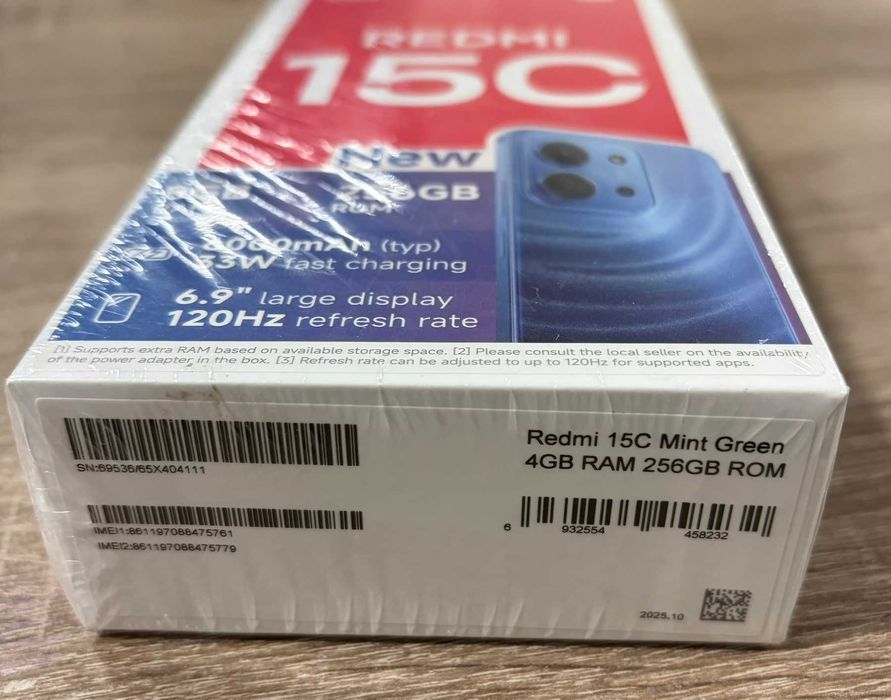 REDMI
15C
New
256GB
ROM
6000mAh (typ)
33W fast charging
6.9" large display
120Hz refresh rate
[1] Supports extra RAM based on available storage space. [2] Please consult the local seller on the availability
of the power adapter in the box. [3] Refresh rate can be adjusted to up to 120Hz for supported apps.
SN:69536/65X404111
Redmi 15C Mint Green
4GB RAM 256GB ROM
IMEI1:861197088475761
IMEI2:861197088475779
6 932554 458232
2025.10